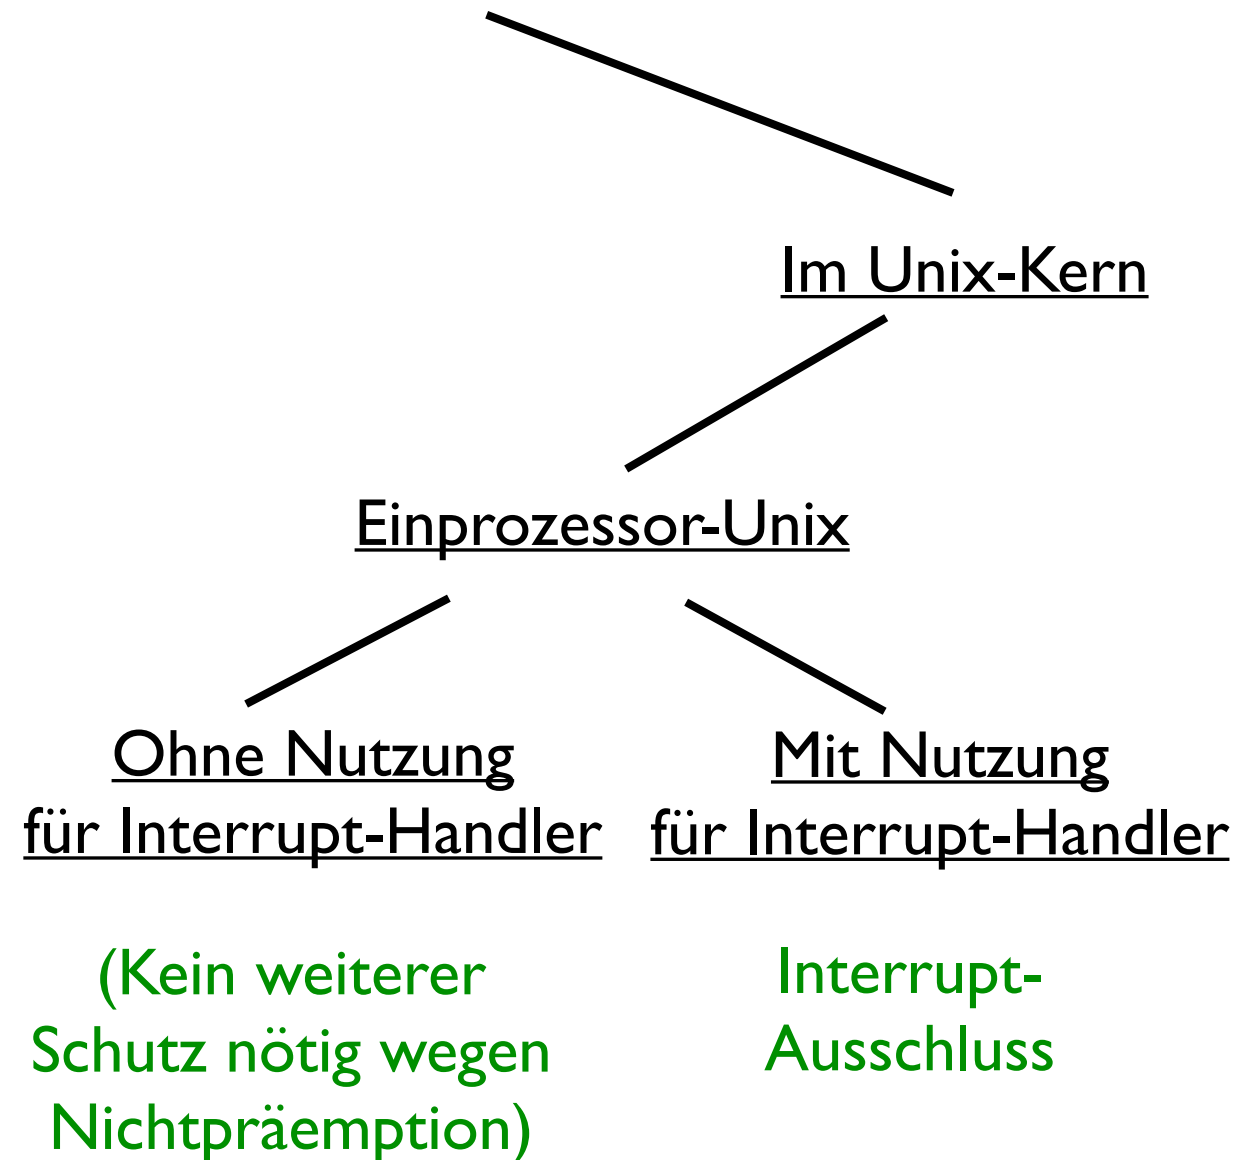 Im Unix-Kern
Einprozessor-Unix
Ohne Nutzung
für Interrupt-Handler
Mit Nutzung
für Interrupt-Handler
(Kein weiterer
Schutz nötig wegen
Nichtpräemption)
Interrupt-
Ausschluss